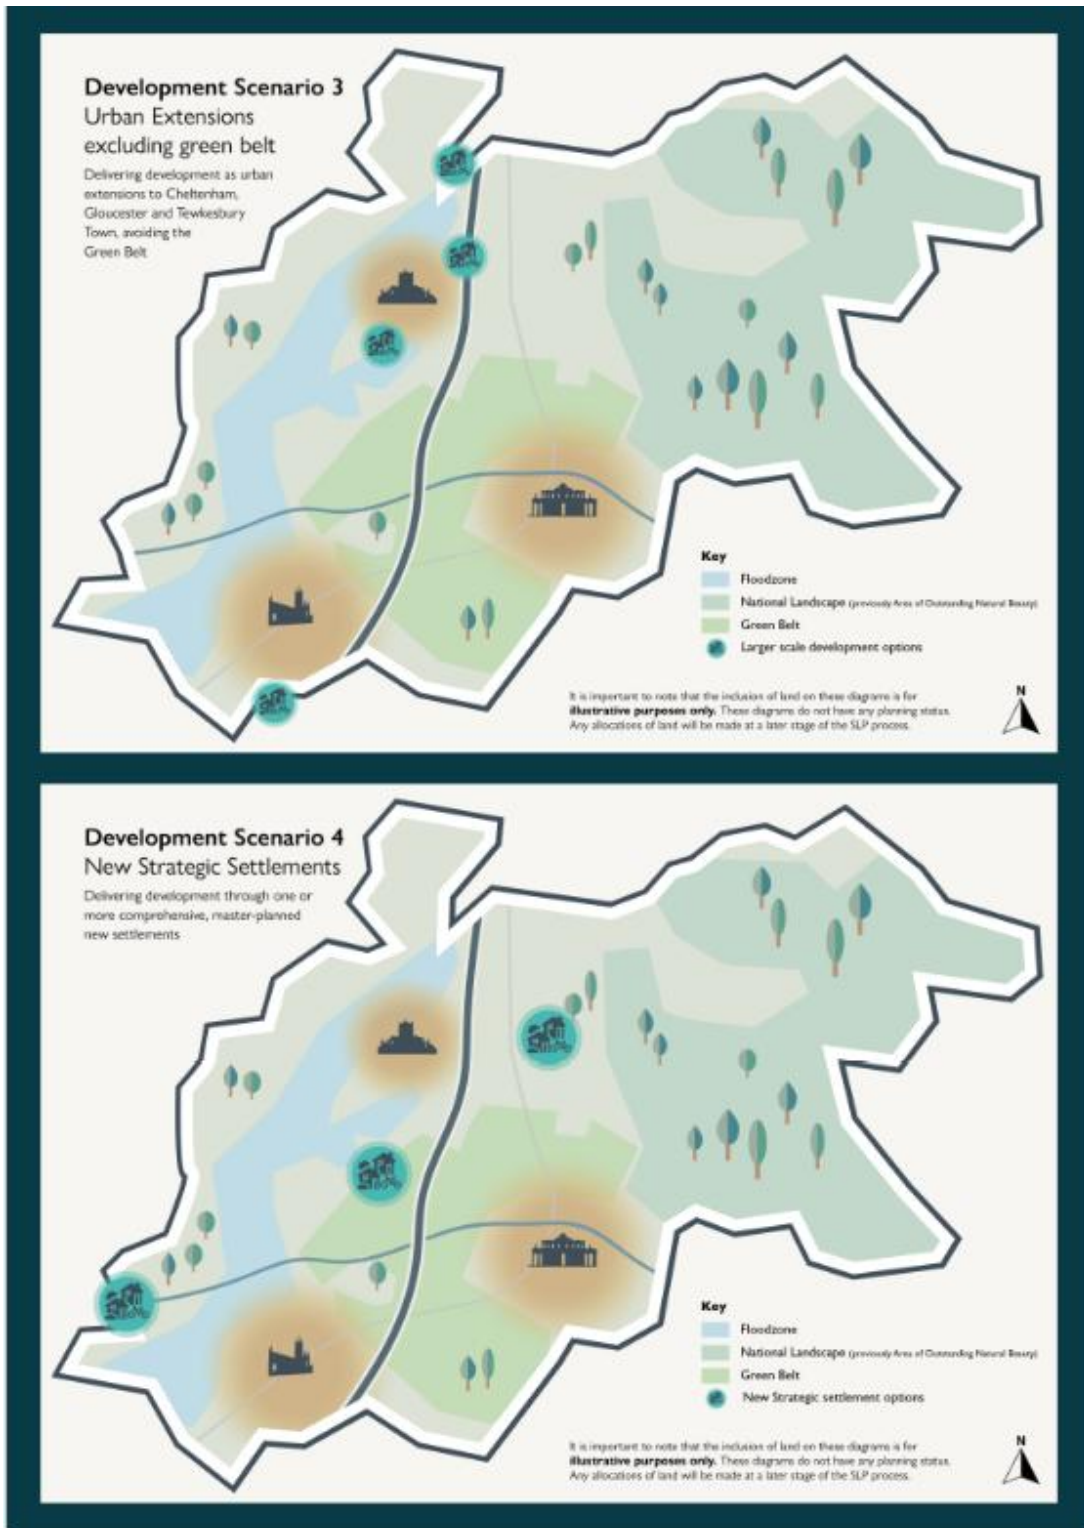 Development Scenario 3
Urban Extensions
excluding green belt
Delivering development as urban
extensions to Cheltenham,
Gloucester and Tewkesbury
Town, avoiding the
Green Belt
Key
Floodzone
National Landscape (previously Area of Outstanding Natural Beauty)
Green Belt
Larger scale development options
It is important to note that the inclusion of land on these diagrams is for
illustrative purposes only. These diagrams do not have any planning status.
Any allocations of land will be made at a later stage of the SLP process.
N
Development Scenario 4
New Strategic Settlements
Delivering development through one or
more comprehensive, master-planned
new settlements
Key
Floodzone
National Landscape (previously Area of Outstanding Natural Beauty)
Green Belt
New Strategic settlement options
It is important to note that the inclusion of land on these diagrams is for
illustrative purposes only. These diagrams do not have any planning status.
Any allocations of land will be made at a later stage of the SLP process.
N